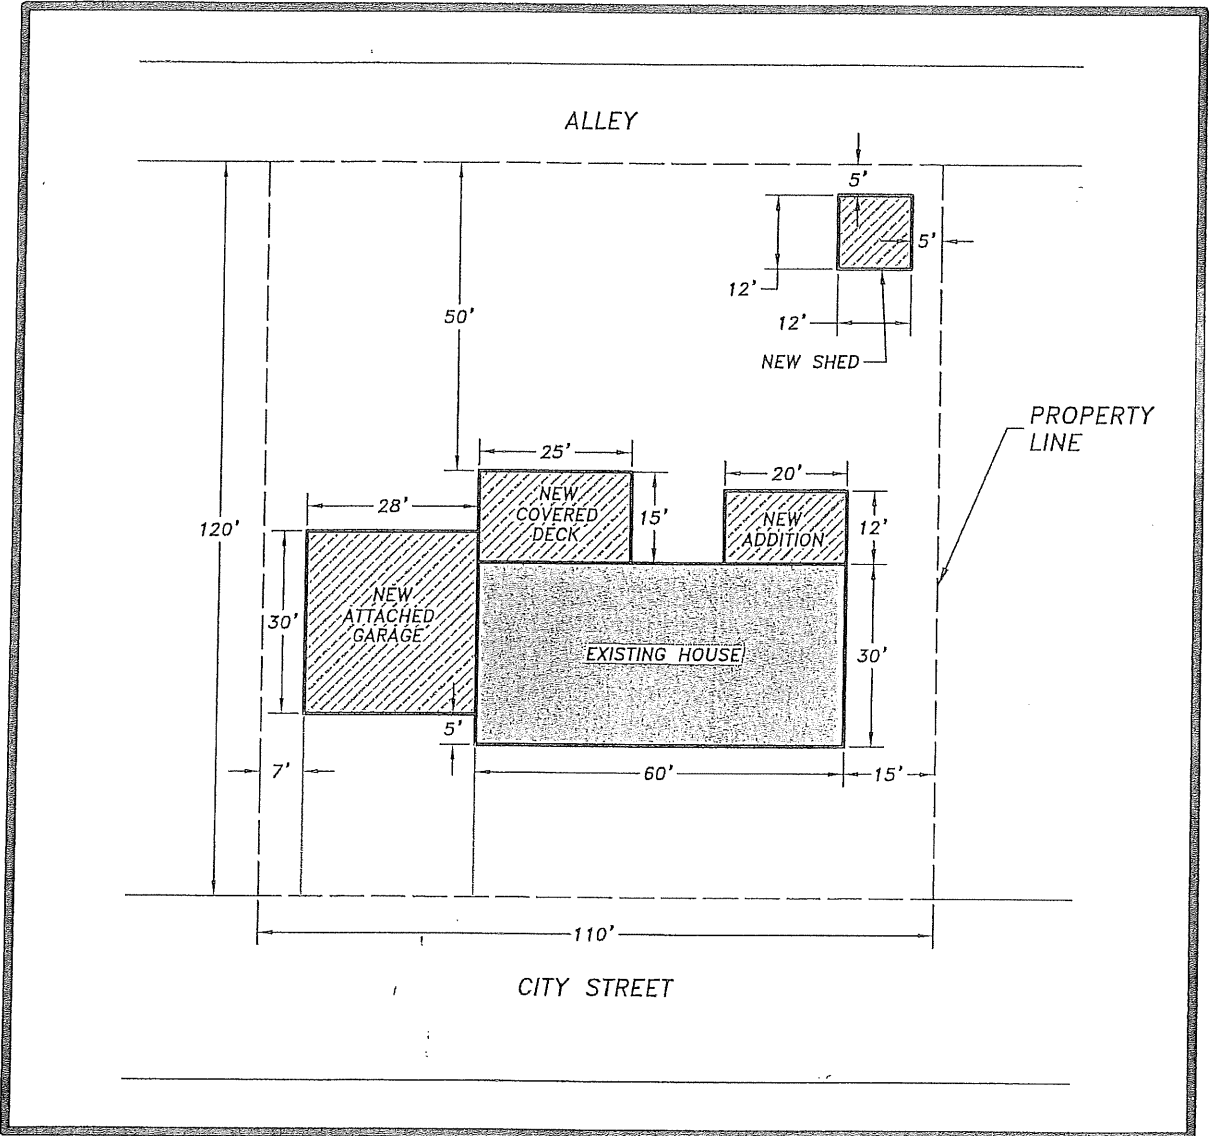 ALLEY
5'
5'
12'
12'
NEW SHED
50'
PROPERTY
LINE
25'
20'
28'
NEW
COVERED
DECK
15'
NEW
ADDITION
12'
120'
30'
NEW
ATTACHED
GARAGE
EXISTING HOUSE
30'
5'
7'
60'
15'
110'
CITY STREET